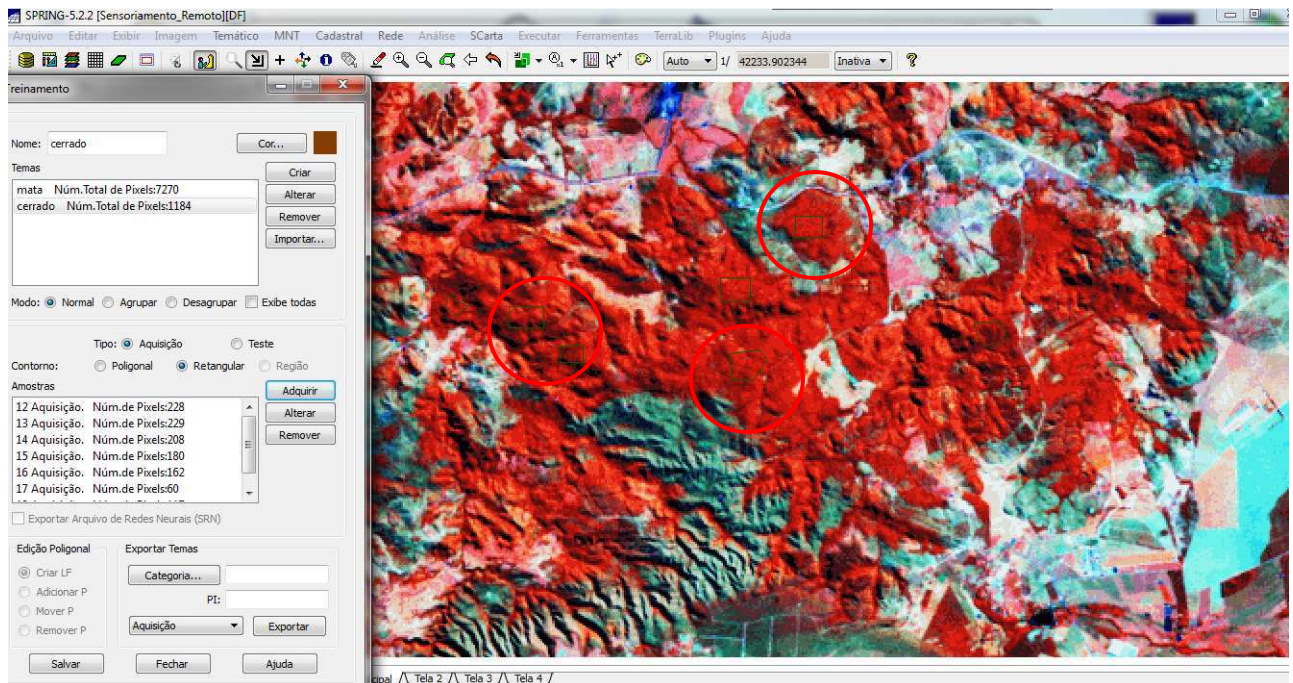 SPRING-5.2.2 [Sensoriamento_Remoto][DF]
Arquivo Editar Exibir Imagem Temático MNT Cadastral Rede Análise SCarta Executar Ferramentas TerraLib Plugins Ajuda
Auto 1/ 42233.902344 Inativa
Treinamento
Nome: cerrado Cor...
Temas
Criar
mata Núm.Total de Pixels:7270
cerrado Núm.Total de Pixels:1184
Alterar
Remover
Importar...
Modo: Normal Agrupar Desagrupar Exibe todas
Tipo: Aquisição Teste
Contorno: Poligonal Retangular Região
Amostras
Adquirir
12 Aquisição. Núm.de Pixels:228
13 Aquisição. Núm.de Pixels:229
14 Aquisição. Núm.de Pixels:208
15 Aquisição. Núm.de Pixels:180
16 Aquisição. Núm.de Pixels:162
17 Aquisição. Núm.de Pixels:60
Alterar
Remover
Exportar Arquivo de Redes Neurais (SRN)
Edição Poligonal
Criar LF
Adicionar P
Mover P
Remover P
Exportar Temas
Categoria...
PI:
Aquisição Exportar
Salvar Fechar Ajuda
Tela 2 Tela 3 Tela 4